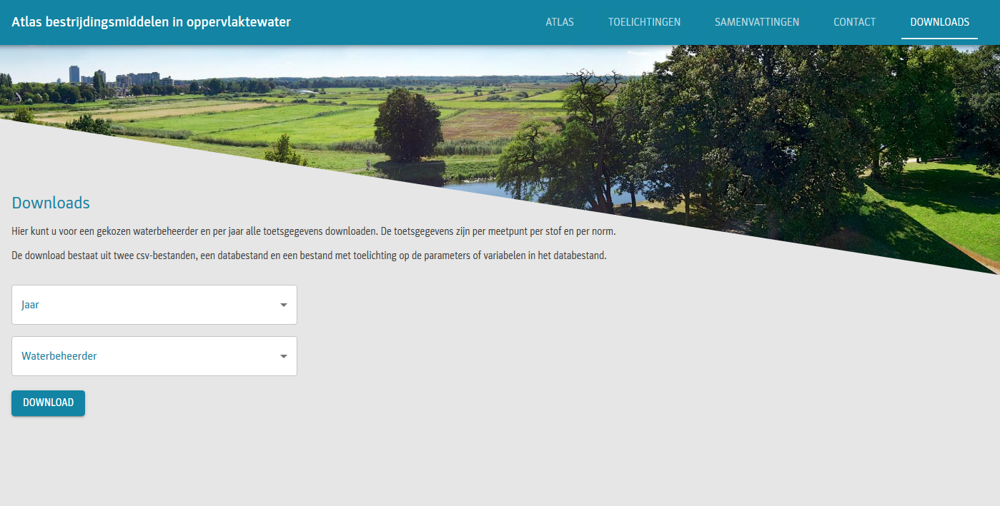 Atlas bestrijdingsmiddelen in oppervlaktewater
ATLAS
TOELICHTINGEN
SAMENVATTINGEN
CONTACT
DOWNLOADS
Downloads
Hier kunt u voor een gekozen waterbeheerder en per jaar alle toetsgegevens downloaden. De toetsgegevens zijn per meetpunt per stof en per norm.
De download bestaat uit twee csv-bestanden, een databestand en een bestand met toelichting op de parameters of variabelen in het databestand.
Jaar
Waterbeheerder
DOWNLOAD